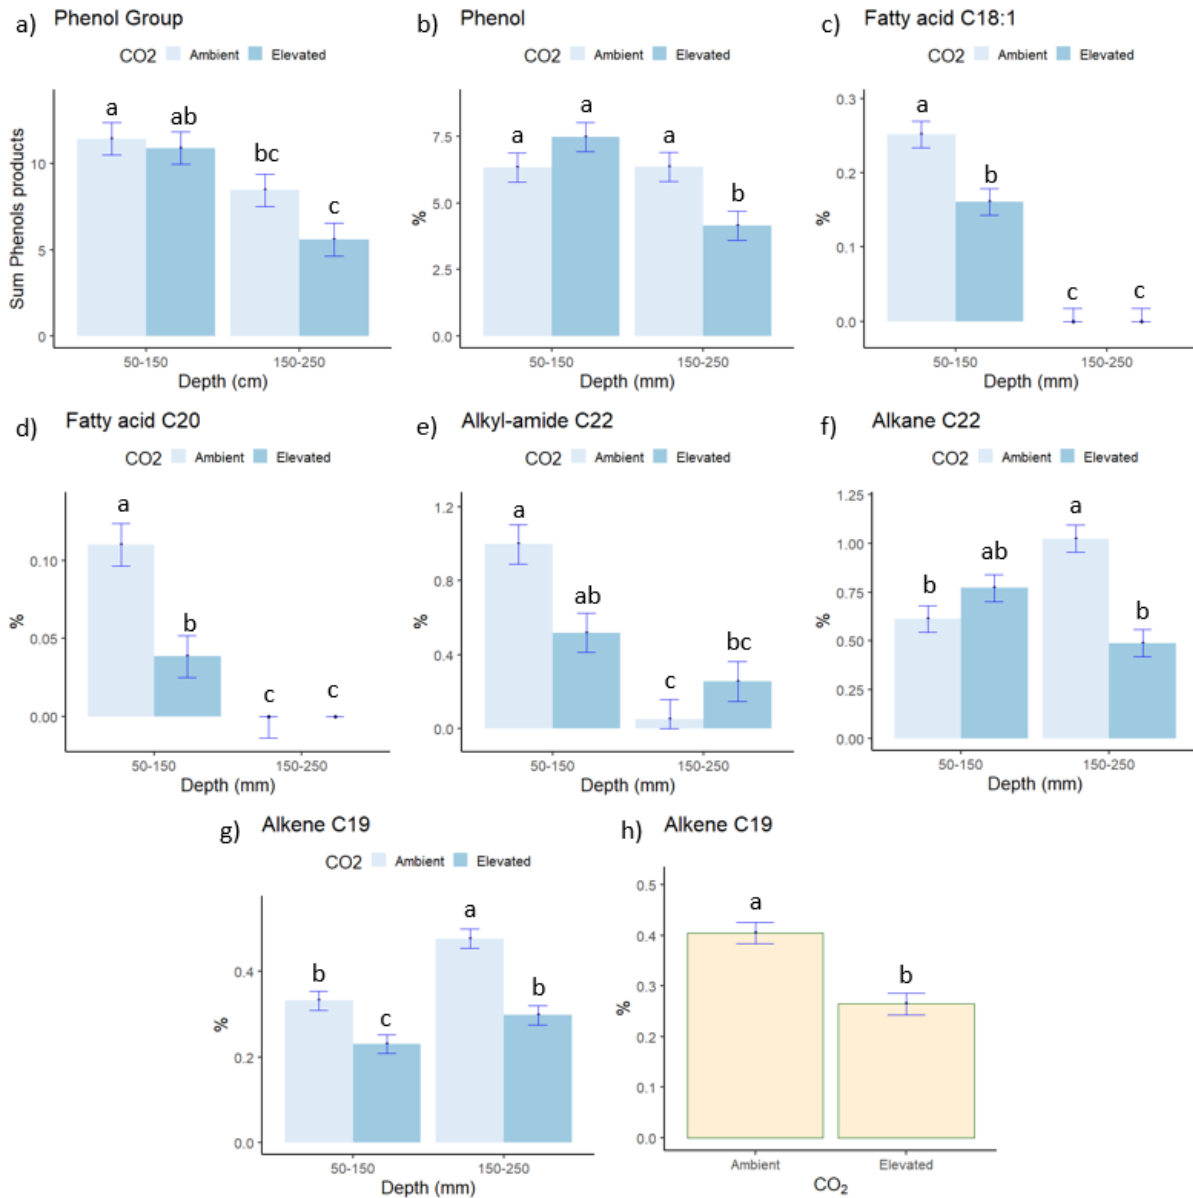 a) Phenol Group
CO2 Ambient Elevated
Sum Phenols products
10
5
0
a
ab
bc
c
50-150 150-250
Depth (cm)
b) Phenol
CO2 Ambient Elevated
%
7.5
5.0
2.5
0.0
a
a
a
b
50-150 150-250
Depth (mm)
c) Fatty acid C18:1
CO2 Ambient Elevated
%
0.3
0.2
0.1
0.0
a
b
c
c
50-150 150-250
Depth (mm)
d) Fatty acid C20
CO2 Ambient Elevated
%
0.10
0.05
0.00
a
b
c
c
50-150 150-250
Depth (mm)
e) Alkyl-amide C22
CO2 Ambient Elevated
%
1.2
0.8
0.4
0.0
a
ab
c
bc
50-150 150-250
Depth (mm)
f) Alkane C22
CO2 Ambient Elevated
%
1.25
1.00
0.75
0.50
0.25
0.00
b
ab
a
b
50-150 150-250
Depth (mm)
g) Alkene C19
CO2 Ambient Elevated
%
0.4
0.2
0.0
b
c
a
b
50-150 150-250
Depth (mm)
h) Alkene C19
%
0.5
0.4
0.3
0.2
0.1
0.0
a
b
Ambient Elevated
CO₂